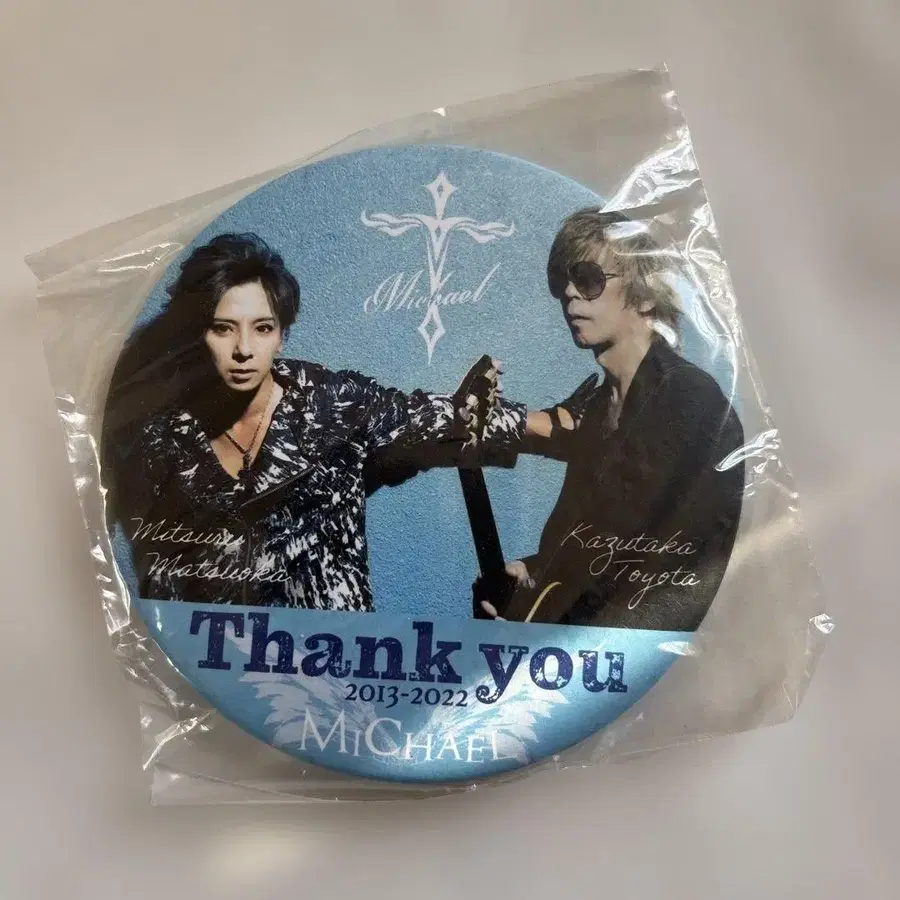 Michael
Mitsuru
Matsuoka
Kazutaka
Toyota
Thank you
2013-2022
MICHAEL